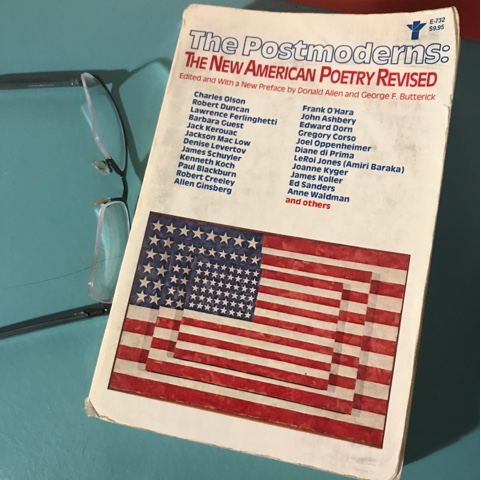 E-732
$9.95
The Postmoderns:
THE NEW AMERICAN POETRY REVISED
Edited and With a New Preface by Donald Allen and George F. Butterick
Charles Olson
Robert Duncan
Lawrence Ferlinghetti
Barbara Guest
Jack Kerouac
Jackson Mac Low
Denise Levertov
James Schuyler
Kenneth Koch
Paul Blackburn
Robert Creeley
Allen Ginsberg
Frank O'Hara
John Ashbery
Edward Dorn
Gregory Corso
Joel Oppenheimer
Diane di Prima
LeRoi Jones (Amiri Baraka)
Joanne Kyger
James Koller
Ed Sanders
Anne Waldman
and others